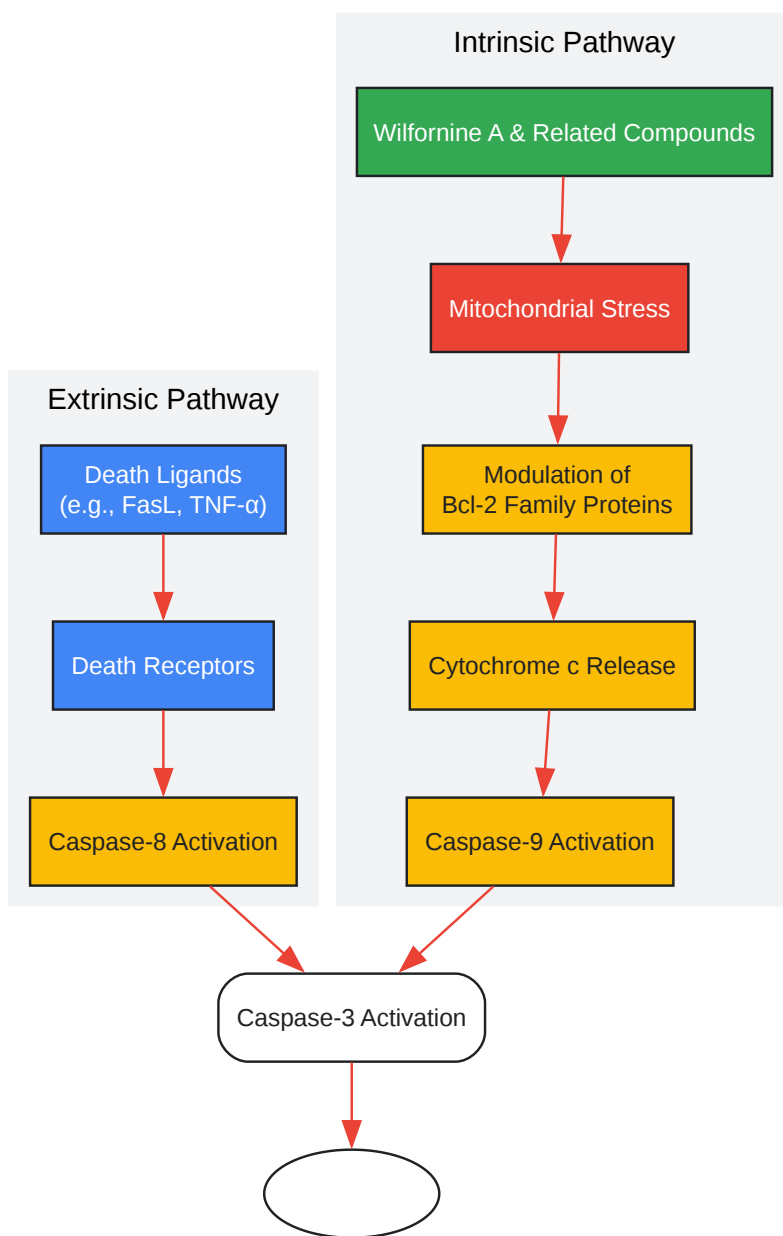 Intrinsic Pathway
Wilfornine A & Related Compounds
Mitochondrial Stress
Extrinsic Pathway
Death Ligands
(e.g., FasL, TNF-α)
Modulation of
Bcl-2 Family Proteins
Death Receptors
Cytochrome c Release
Caspase-8 Activation
Caspase-9 Activation
Caspase-3 Activation